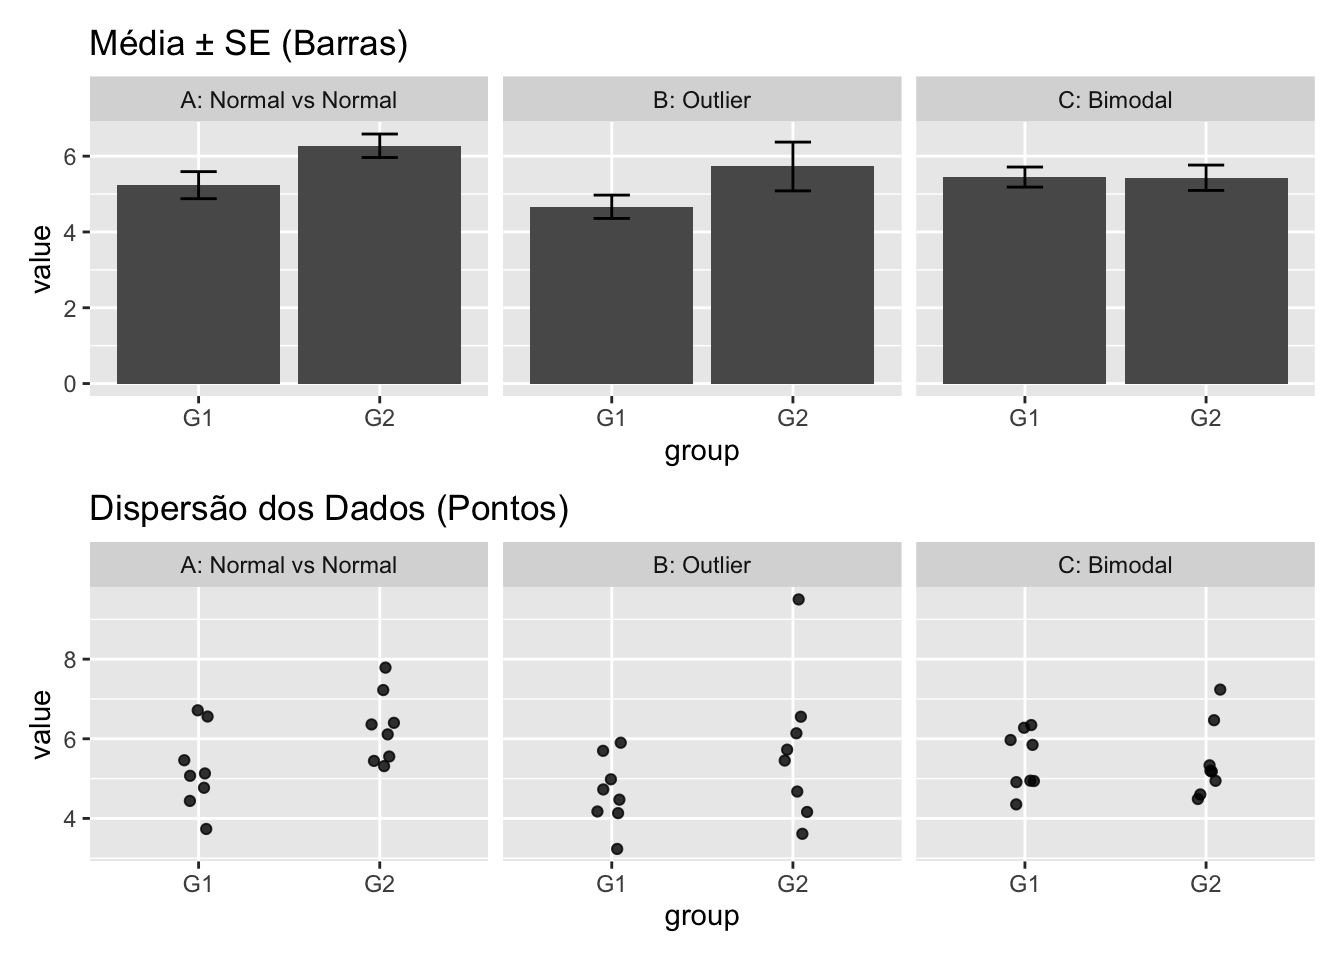 Média ± SE (Barras)
A: Normal vs Normal
B: Outlier
C: Bimodal
6
4
2
0
value
G1
G2
G1
G2
G1
G2
group
Dispersão dos Dados (Pontos)
A: Normal vs Normal
B: Outlier
C: Bimodal
8
6
4
value
G1
G2
G1
G2
G1
G2
group